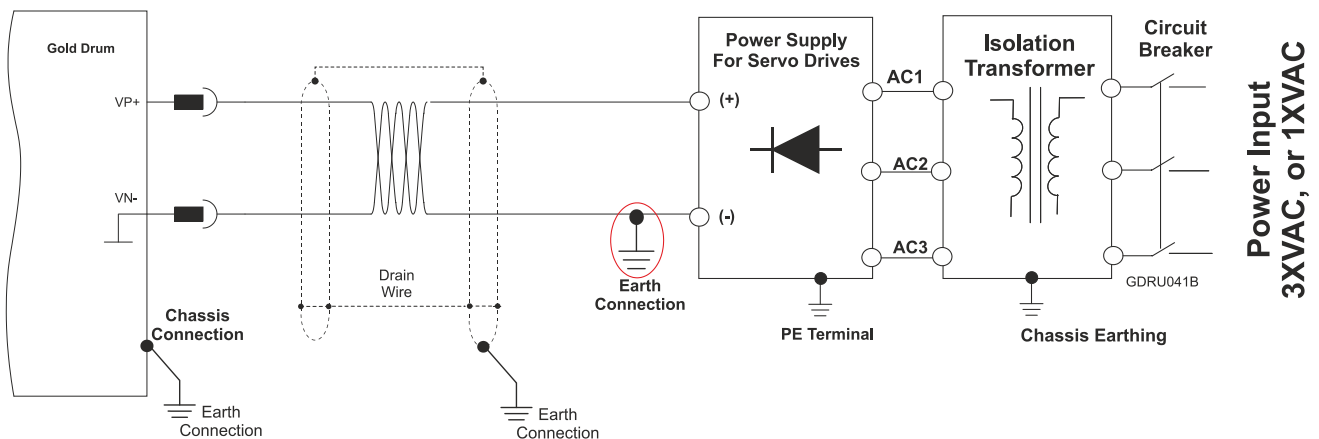 Gold Drum
VP+
VN-
Chassis
Connection
Earth
Connection
Drain
Wire
Earth
Connection
Earth
Connection
Power Supply
For Servo Drives
(+)
(-)
PE Terminal
AC1
AC2
AC3
Isolation
Transformer
Chassis Earthing
Circuit
Breaker
GDRU041B
Power Input
3XVAC, or 1XVAC